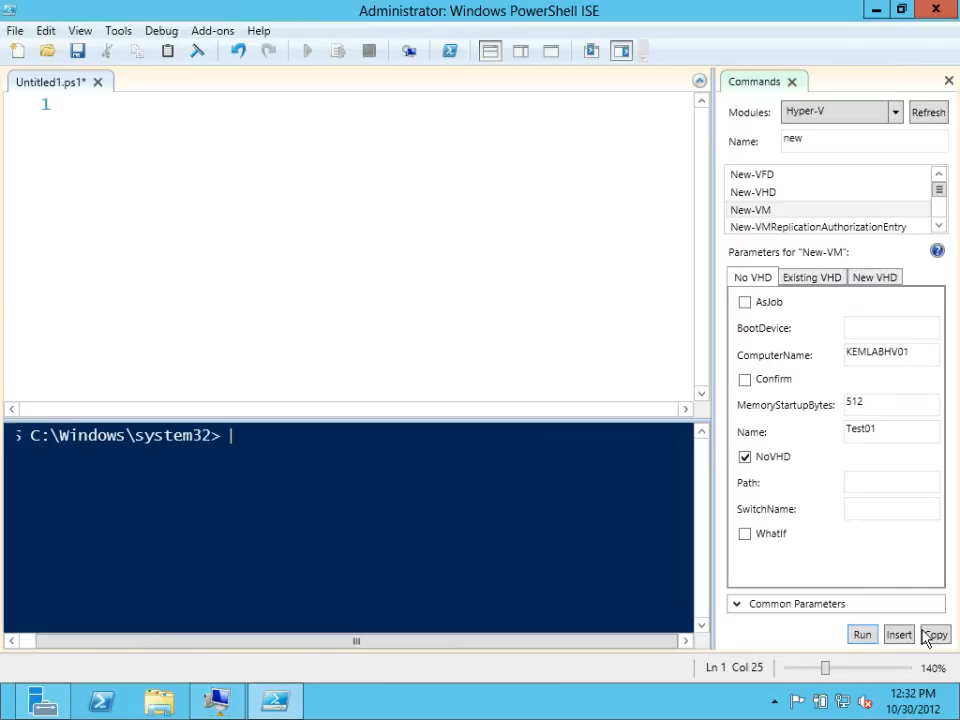 Administrator: Windows PowerShell ISE
File Edit View Tools Debug Add-ons Help
Untitled1.ps1*
1
C:\Windows\system32>
Commands
Modules: Hyper-V Refresh
Name: new
New-VFD
New-VHD
New-VM
New-VMReplicationAuthorizationEntry
Parameters for "New-VM":
No VHD Existing VHD New VHD
AsJob
BootDevice:
ComputerName: KEMLABHV01
Confirm
MemoryStartupBytes: 512
Name: Test01
NoVHD
Path:
SwitchName:
WhatIf
Common Parameters
Run Insert Copy
Ln 1 Col 25 140%
12:32 PM
10/30/2012